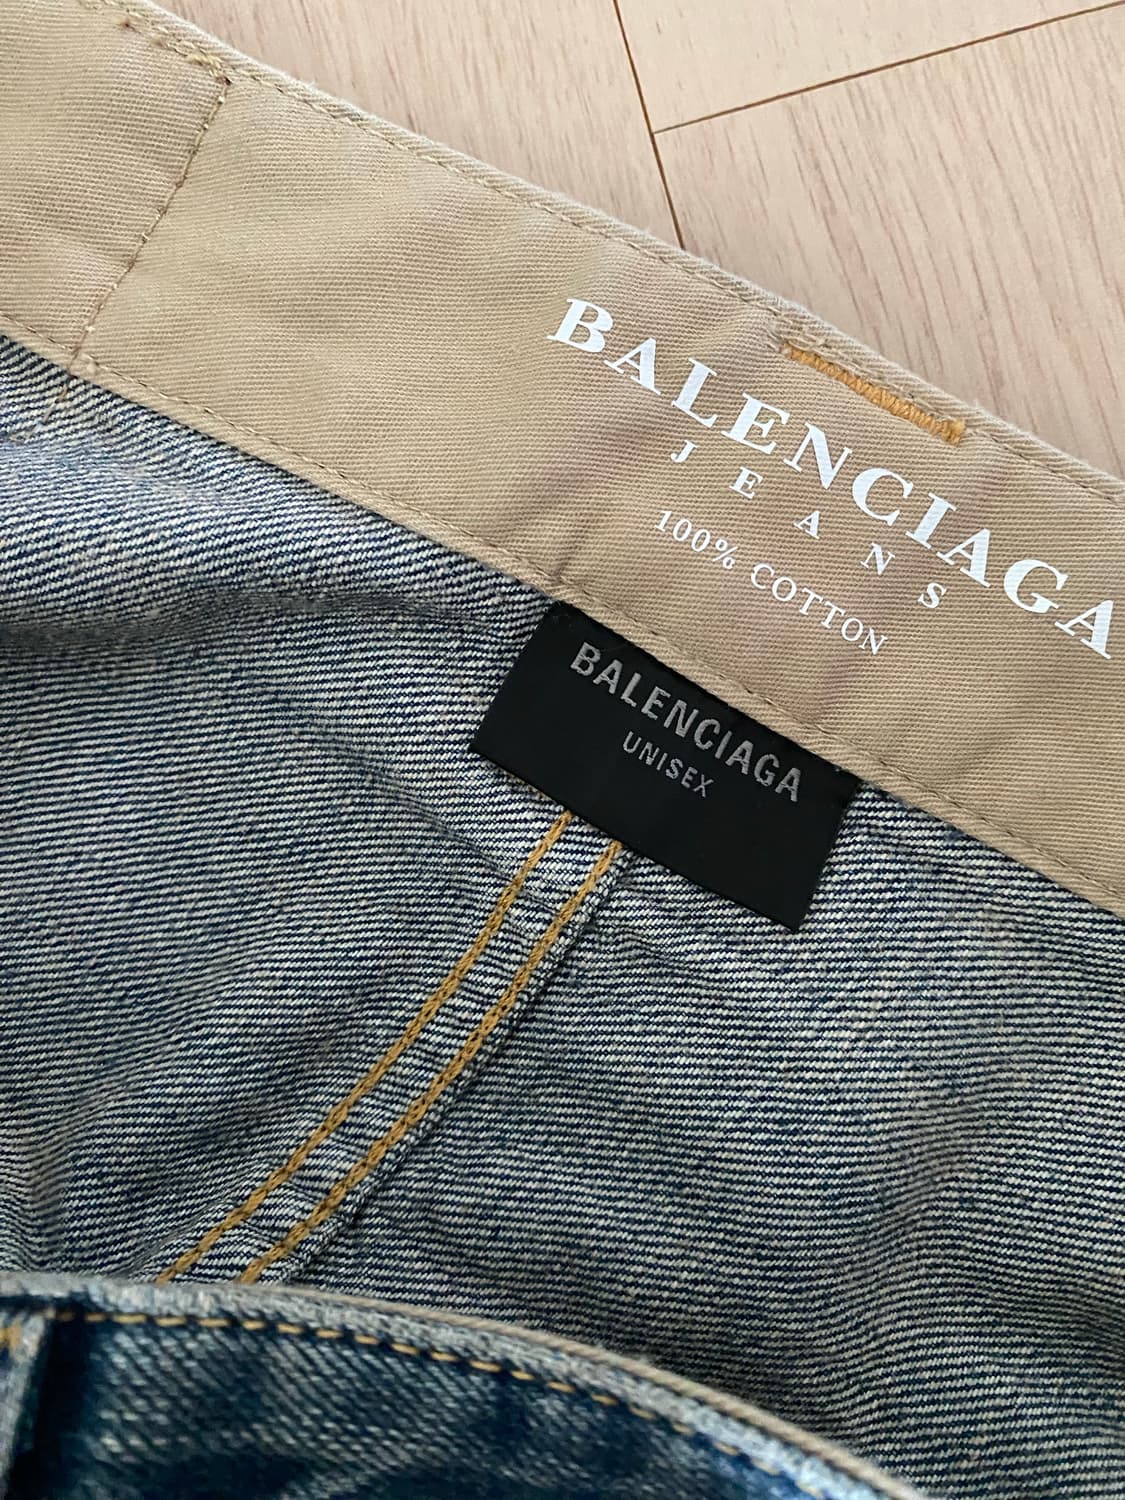 BALENCIAGA
JEANS
100% COTTON
BALENCIAGA
UNISEX